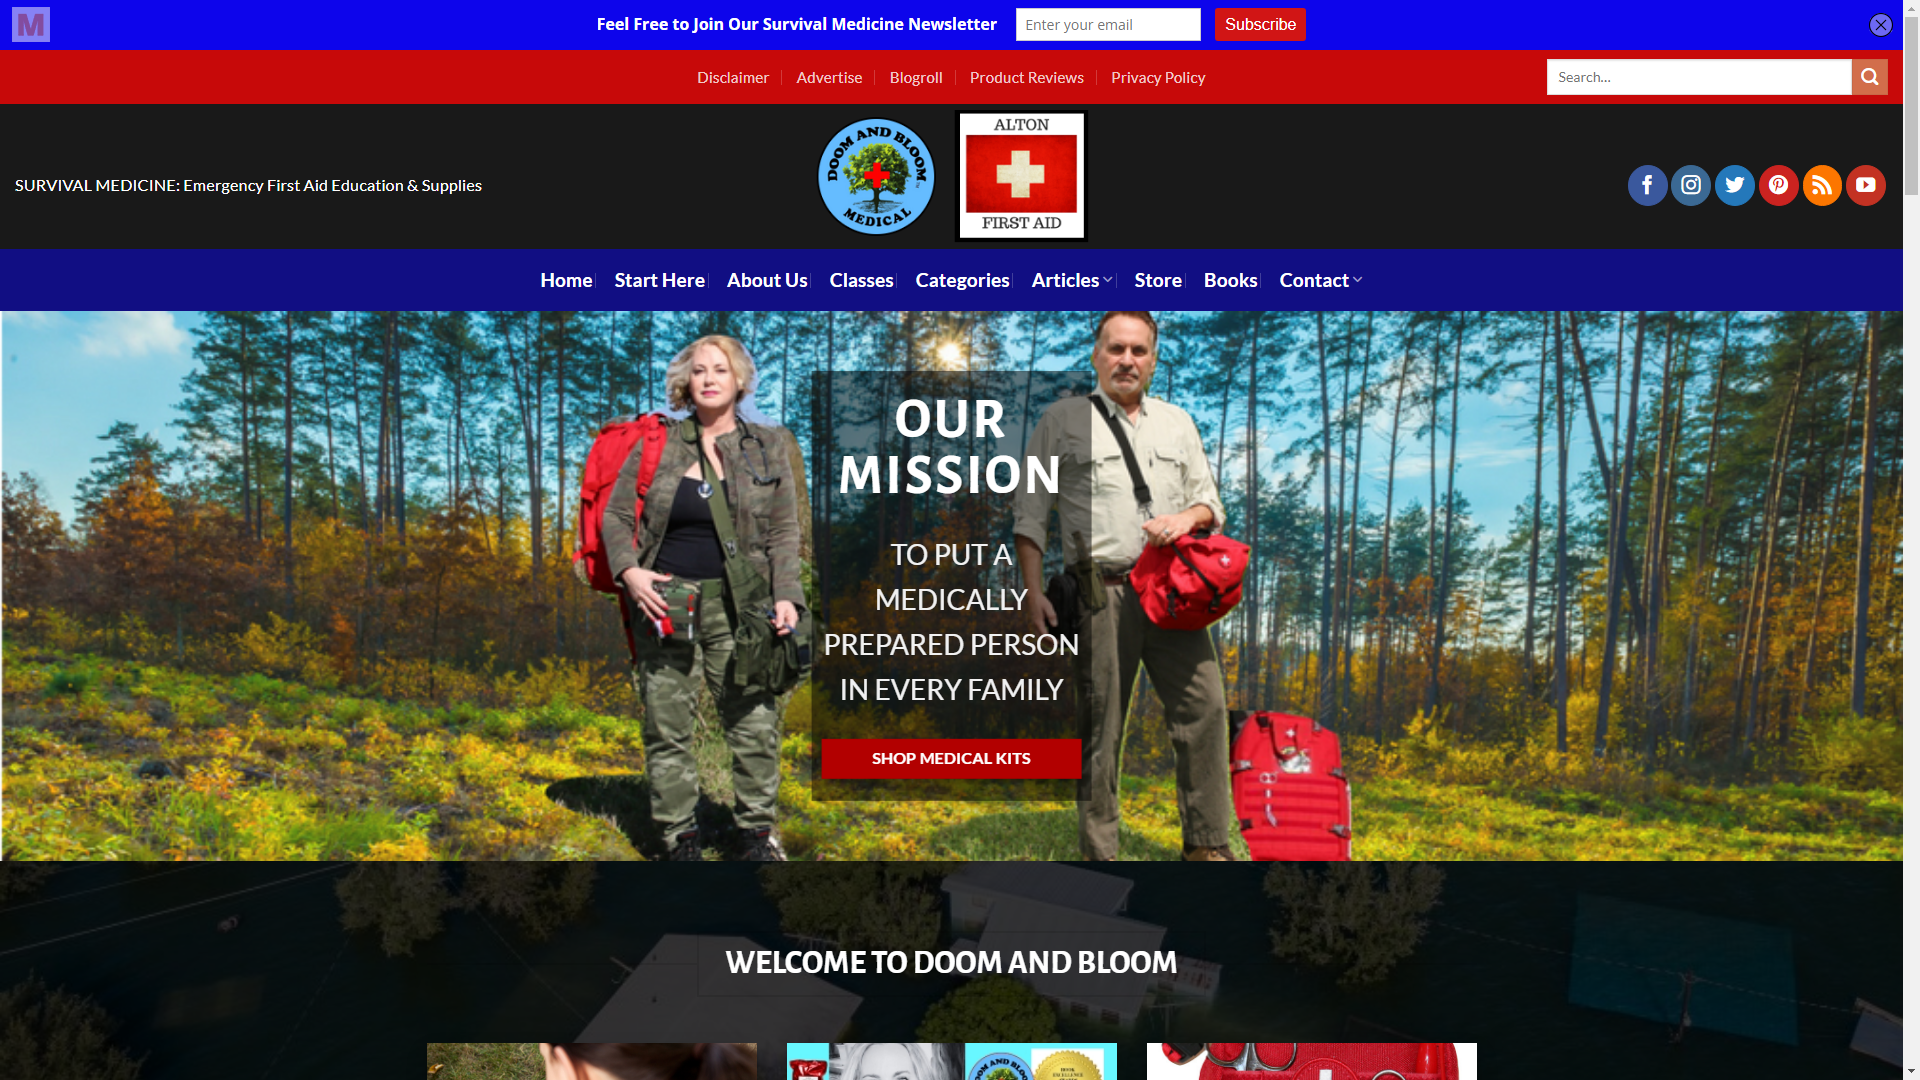 M
Feel Free to Join Our Survival Medicine Newsletter
Enter your email
Subscribe
Disclaimer
Advertise
Blogroll
Product Reviews
Privacy Policy
Search...
SURVIVAL MEDICINE: Emergency First Aid Education & Supplies
DOOM AND BLOOM
MEDICAL
ALTON
FIRST AID
Home
Start Here
About Us
Classes
Categories
Articles
Store
Books
Contact
OUR
MISSION
TO PUT A
MEDICALLY
PREPARED PERSON
IN EVERY FAMILY
SHOP MEDICAL KITS
WELCOME TO DOOM AND BLOOM
DOOM AND BLOOM